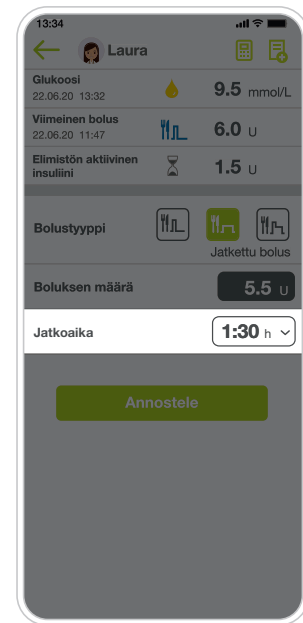 13:34
Laura
Glukoosi
22.06.20 13:32
9.5 mmol/L
Viimeinen bolus
22.06.20 11:47
6.0 U
Elimistön aktiivinen
insuliini
1.5 U
Bolustyyppi
Jatkettu bolus
Boluksen määrä
5.5 U
Jatkoaika
1:30 h
Annostele